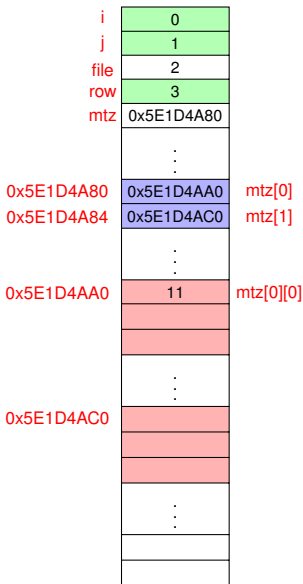 i 0
j 1
file 2
row 3
mtz 0x5E1D4A80
0x5E1D4A80 0x5E1D4AA0 mtz[0]
0x5E1D4A84 0x5E1D4AC0 mtz[1]
0x5E1D4AA0 11 mtz[0][0]
0x5E1D4AC0